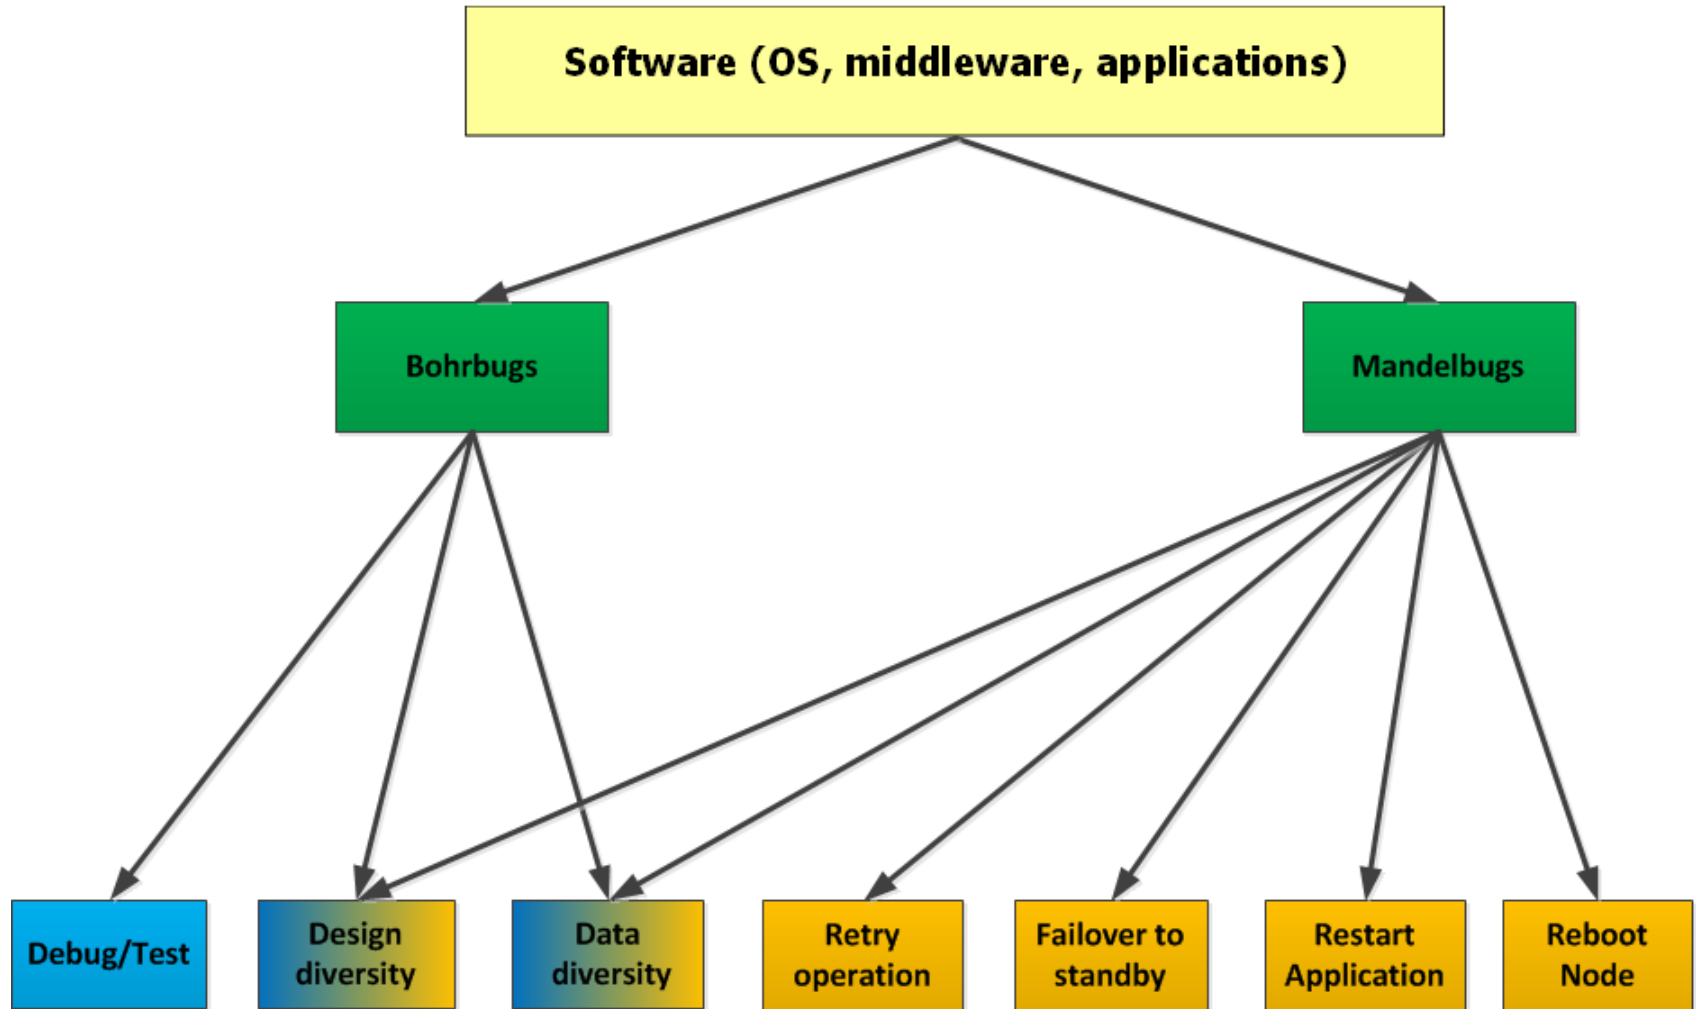 Software (OS, middleware, applications)
Bohrbugs
Mandelbugs
Debug/Test
Design
diversity
Data
diversity
Retry
operation
Failover to
standby
Restart
Application
Reboot
Node